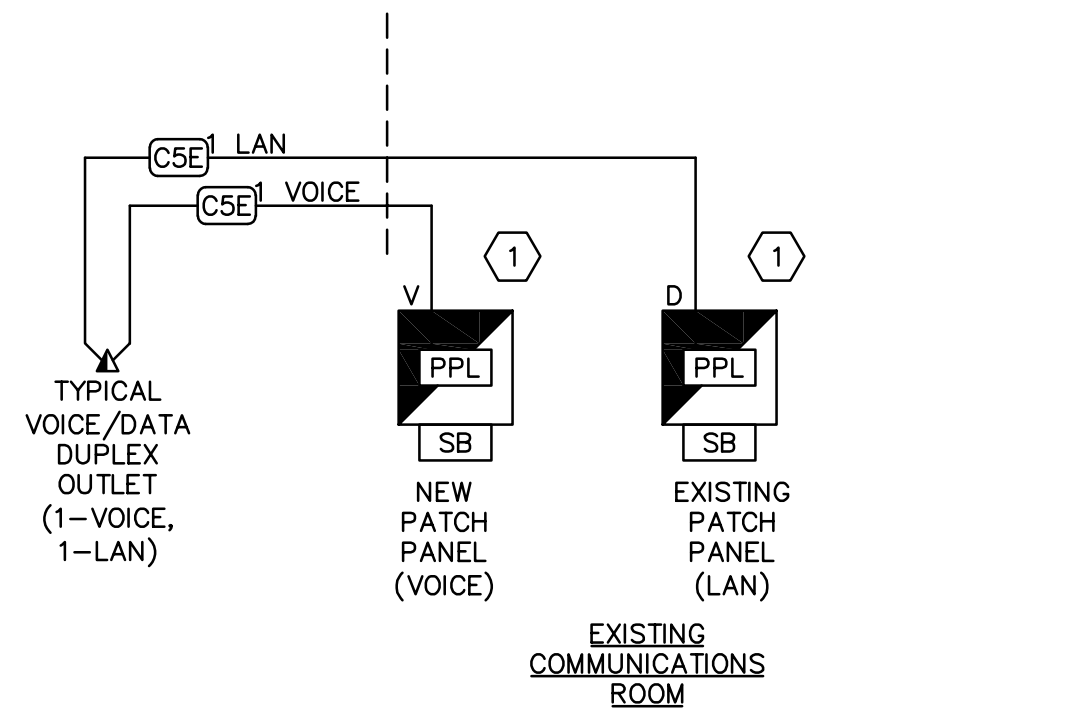 C5E 1 LAN
C5E 1 VOICE
1
1
V
D
PPL
PPL
SB
SB
TYPICAL
VOICE/DATA
DUPLEX
OUTLET
(1-VOICE,
1-LAN)
NEW
PATCH
PANEL
(VOICE)
EXISTING
PATCH
PANEL
(LAN)
EXISTING
COMMUNICATIONS
ROOM